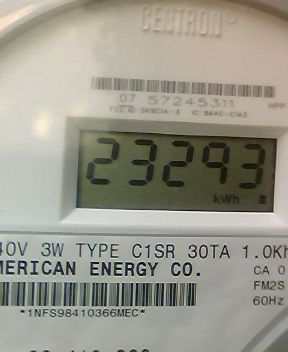 CENTRON®
07 57245311
23293
kWh
40V 3W TYPE C1SR 30TA 1.0Kh
MERICAN ENERGY CO.
CA 0
FM2S
60Hz
*1NFS98410366MEC*